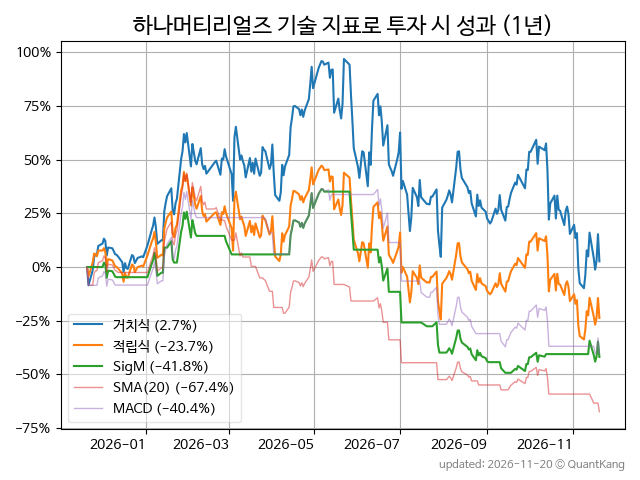 하나머티리얼즈 기술 지표로 투자 시 성과 (1년)
100%
75%
50%
25%
0%
−25%
−50%
−75%
거치식 (2.7%)
적립식 (−23.7%)
SigM (−41.8%)
SMA(20) (−67.4%)
MACD (−40.4%)
2026−01 2026−03 2026−05 2026−07 2026−09 2026−11
updated: 2026−11−20 © QuantKang